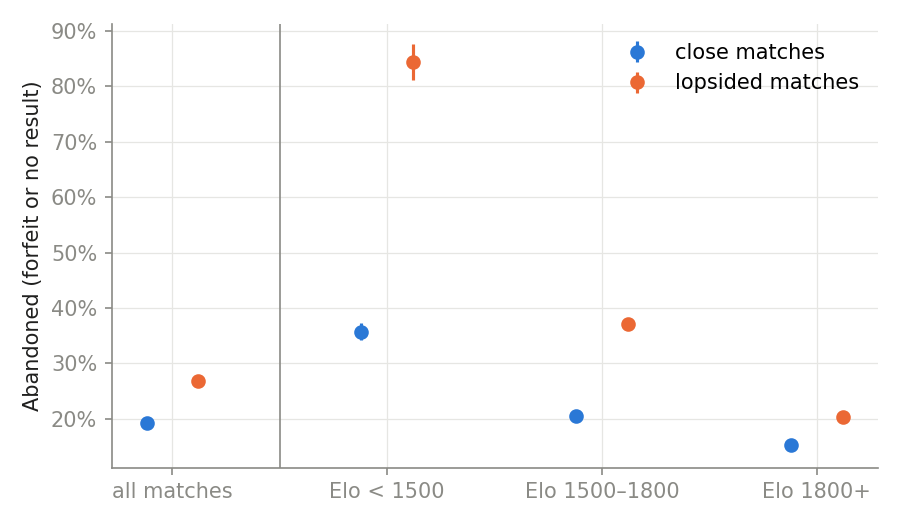 Abandoned (forfeit or no result)
90%
80%
70%
60%
50%
40%
30%
20%
close matches
lopsided matches
all matches
Elo < 1500
Elo 1500–1800
Elo 1800+